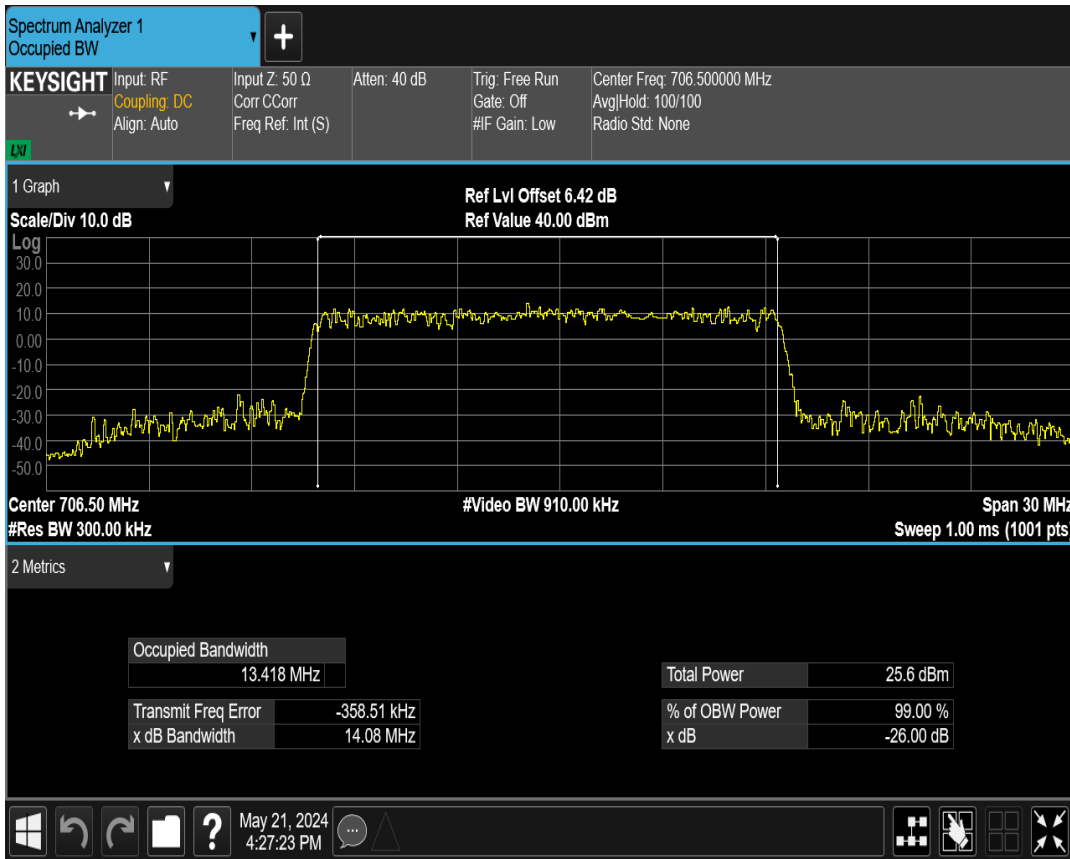 Spectrum Analyzer 1
Occupied BW
+
KEYSIGHT
LXI
Input: RF
Coupling: DC
Align: Auto
Input Z: 50 Ω
Corr CCorr
Freq Ref: Int (S)
Atten: 40 dB
Trig: Free Run
Gate: Off
#IF Gain: Low
Center Freq: 706.500000 MHz
Avg|Hold: 100/100
Radio Std: None
1 Graph
Scale/Div 10.0 dB
Ref Lvl Offset 6.42 dB
Ref Value 40.00 dBm
Log
30.0
20.0
10.0
0.00
-10.0
-20.0
-30.0
-40.0
-50.0
Center 706.50 MHz
#Video BW 910.00 kHz
Span 30 MHz
#Res BW 300.00 kHz
Sweep 1.00 ms (1001 pts)
2 Metrics
Occupied Bandwidth
13.418 MHz
Total Power 25.6 dBm
Transmit Freq Error -358.51 kHz
% of OBW Power 99.00 %
x dB Bandwidth 14.08 MHz
x dB -26.00 dB
?
May 21, 2024
4:27:23 PM